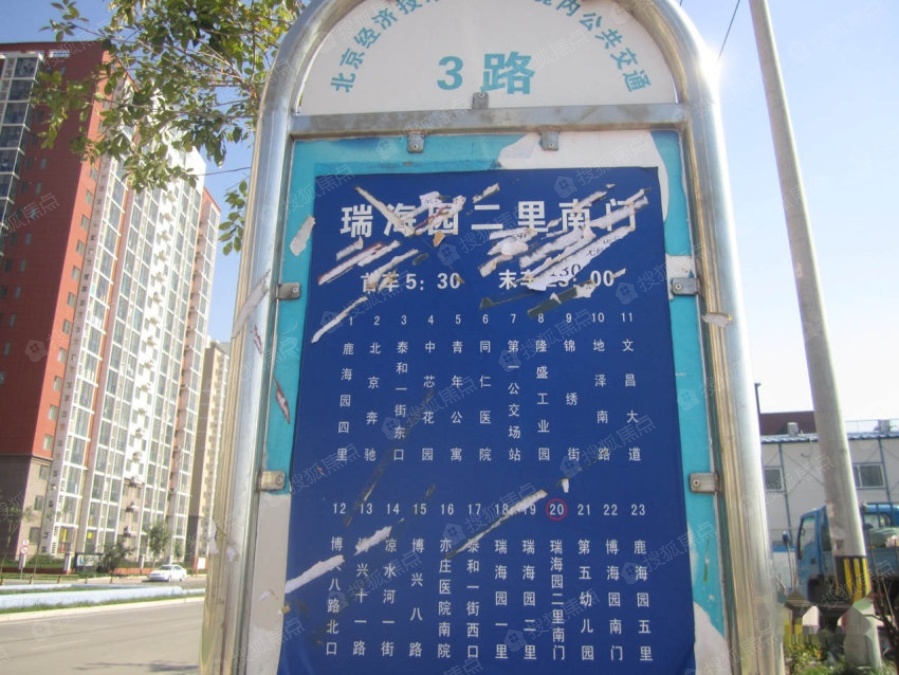 北京经济技 区内公共交通
3路
瑞海园二里南门
首车5:30 末车 :00
1 2 3 4 5 6 7 8 9 10 11
鹿海园四里
北京奔驰
泰和一街东口
中芯花园
青年公寓
同仁医院
第一公交场站
隆盛工业园
锦绣街
地泽南路
文昌大道
12 13 14 15 16 17 18 19 20 21 22 23
博兴八路北口
博兴十一路
凉水河一街
博兴八路
亦庄医院南院
泰和一街西口
瑞海园一里
瑞海园二里
瑞海园二里南门
第五幼儿园
博海园南门
鹿海园五里
搜狐焦点